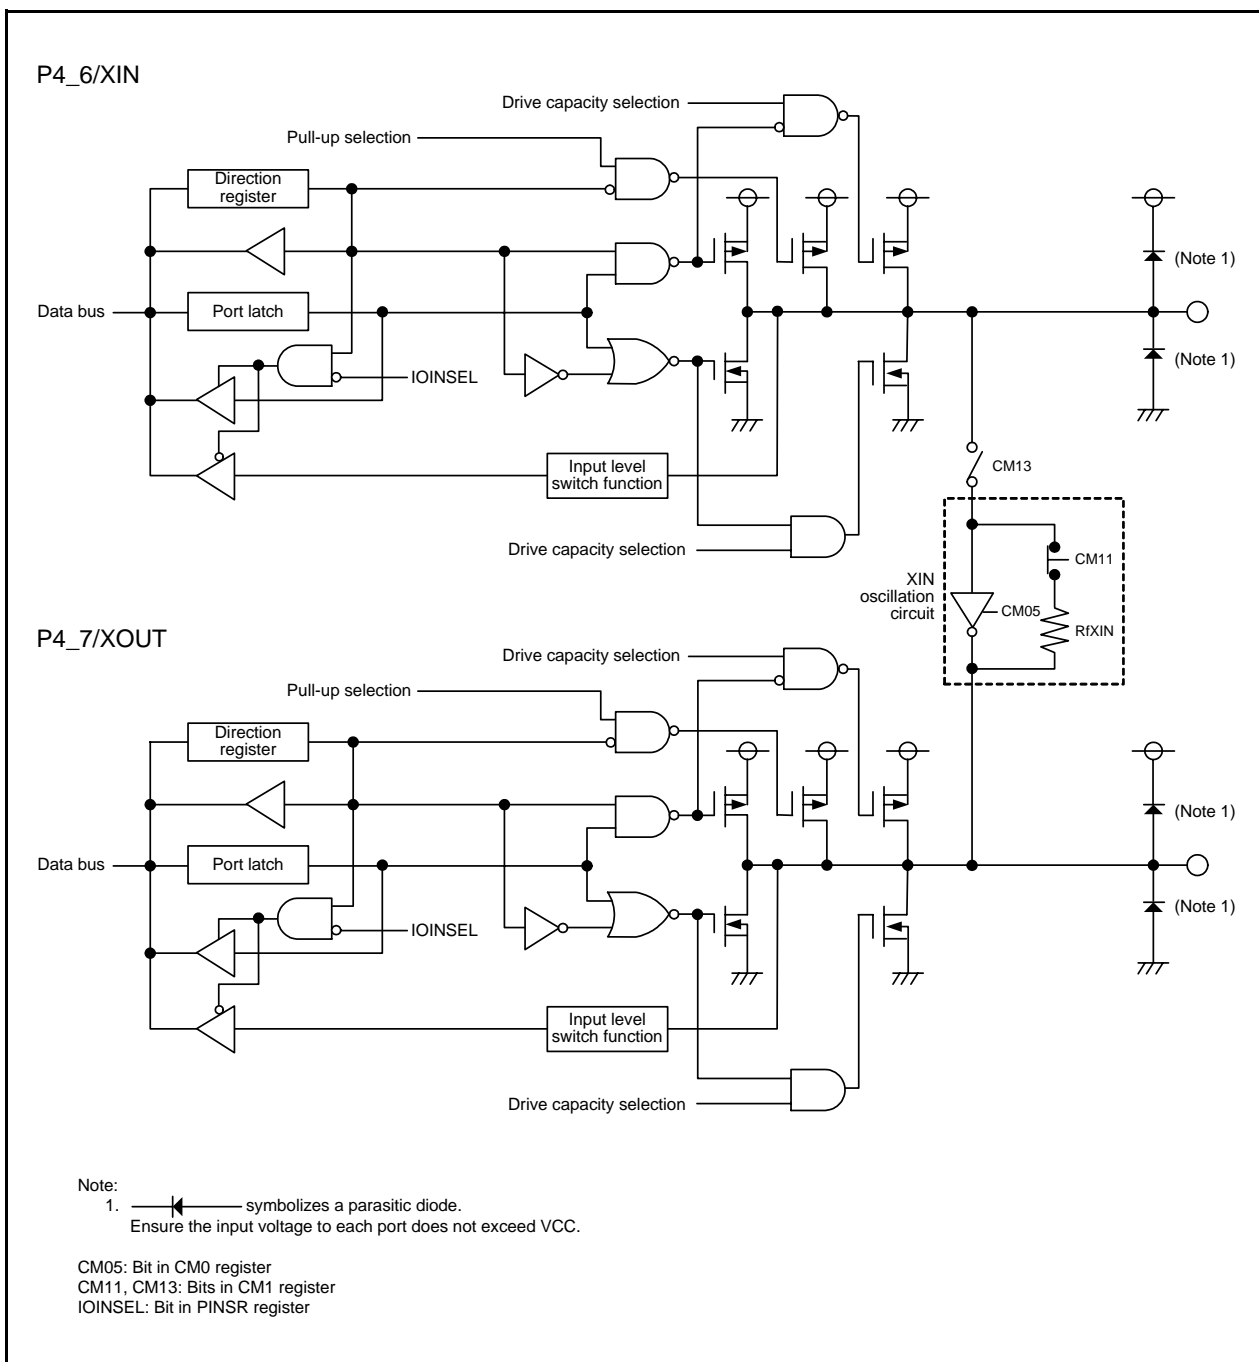 P4_6/XIN
Drive capacity selection
Pull-up selection
Direction
register
(Note 1)
Data bus
Port latch
(Note 1)
IOINSEL
Input level
switch function
CM13
Drive capacity selection
CM11
XIN
oscillation
circuit
CM05
RfXIN
P4_7/XOUT
Drive capacity selection
Pull-up selection
Direction
register
(Note 1)
Data bus
Port latch
(Note 1)
IOINSEL
Input level
switch function
Drive capacity selection
Note:
1. symbolizes a parasitic diode.
Ensure the input voltage to each port does not exceed VCC.
CM05: Bit in CM0 register
CM11, CM13: Bits in CM1 register
IOINSEL: Bit in PINSR register